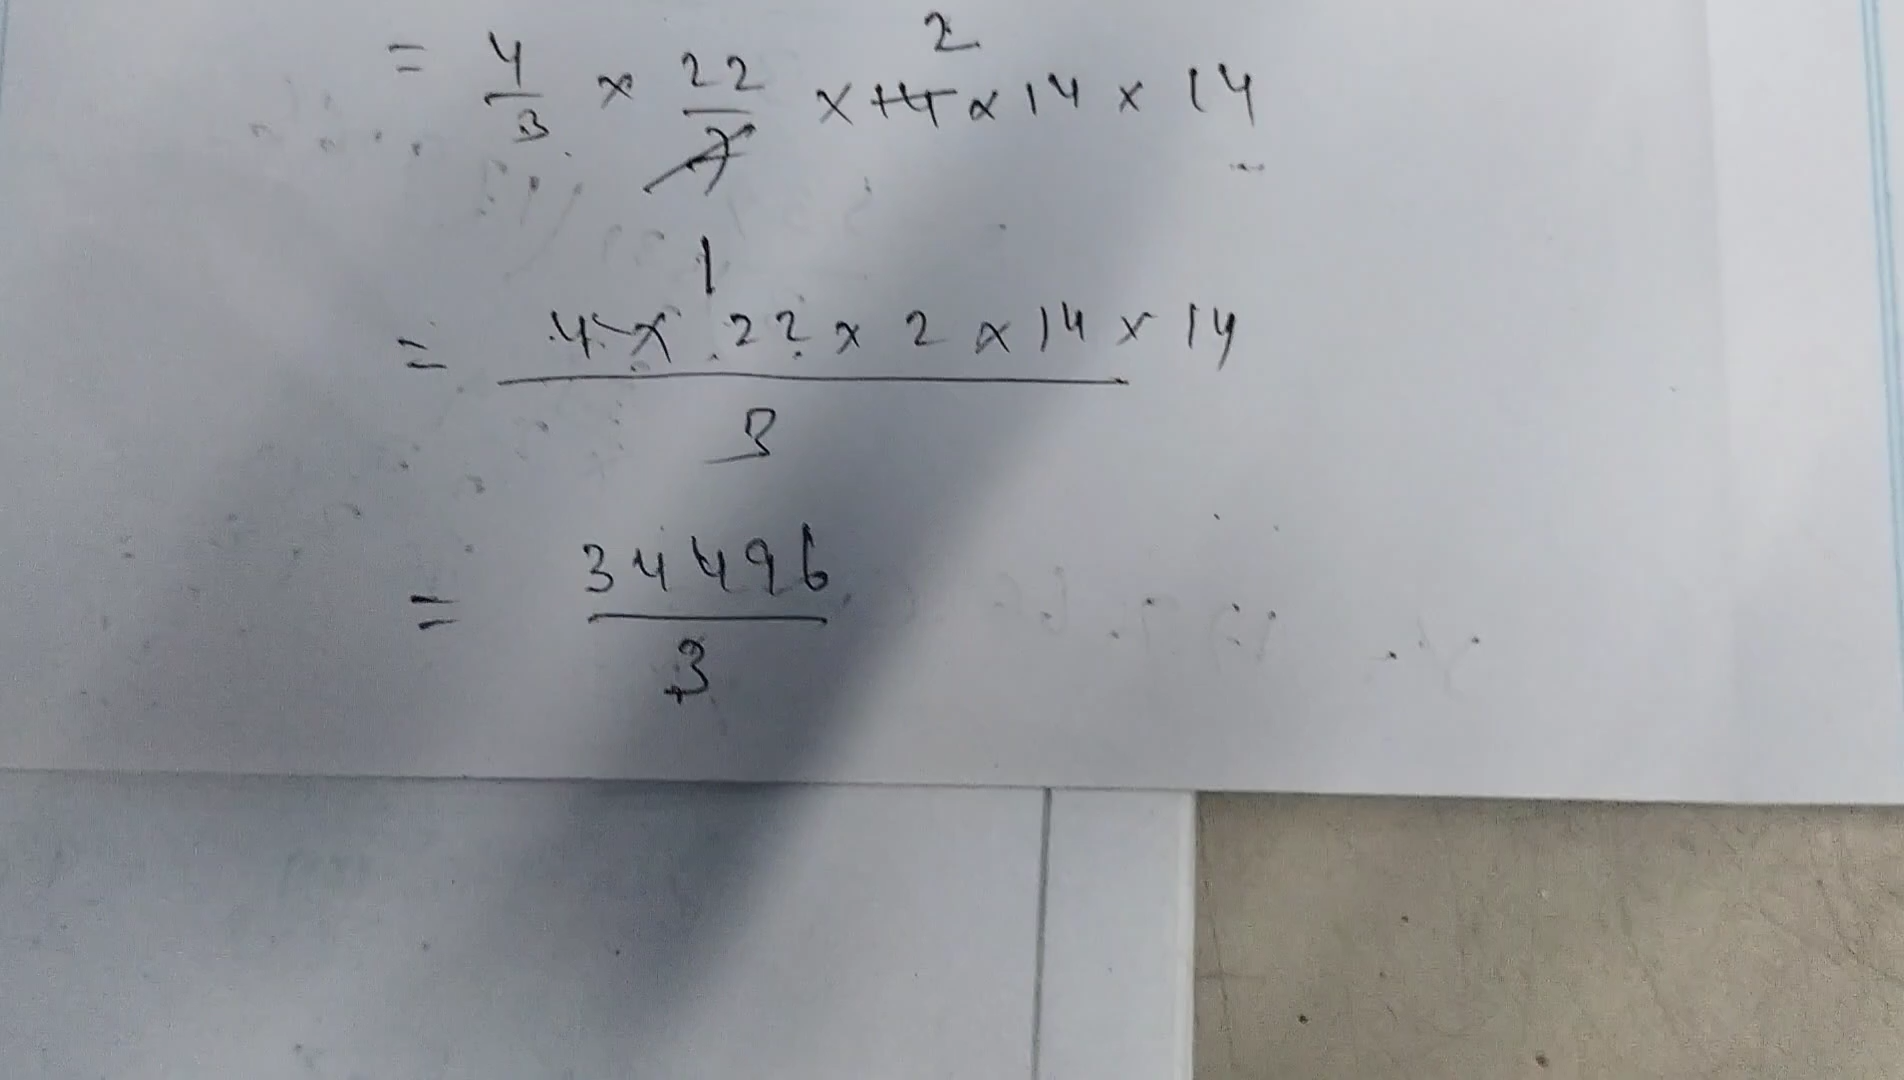 2
= 4/3 × 22/7 × 14 × 14 × 14
1
= 4 × 22 × 2 × 14 × 14 / 3
= 34496 / 3